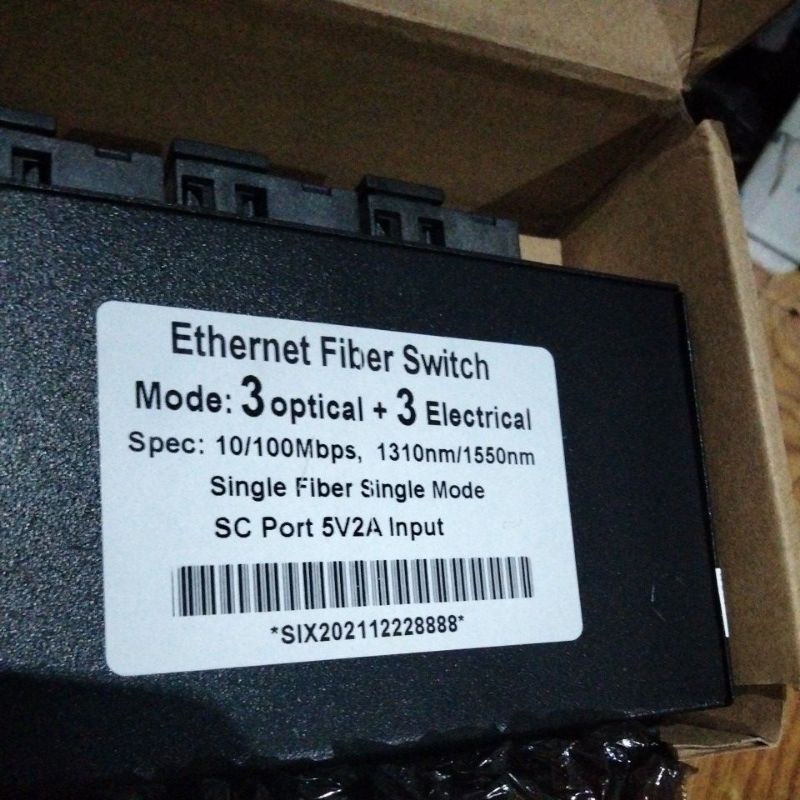 Ethernet Fiber Switch
Mode: 3 optical + 3 Electrical
Spec: 10/100Mbps, 1310nm/1550nm
Single Fiber Single Mode
SC Port 5V2A Input
*SIX202112228888*